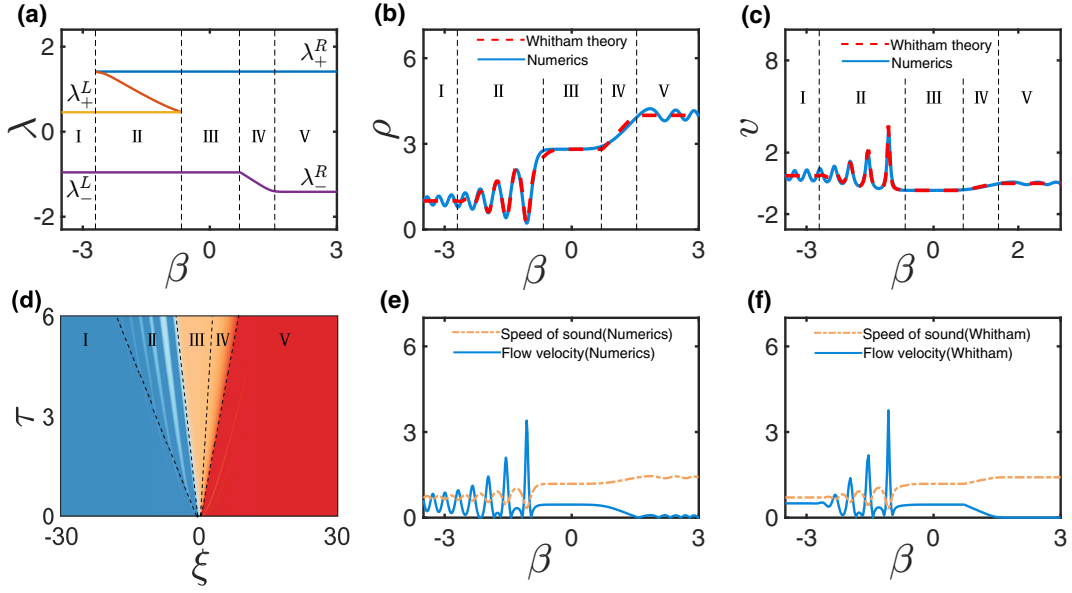 (a)
2
0
-2
λ
λ₊ᴿ
λ₊ᴸ
I II III IV V
λ₋ᴸ
λ₋ᴿ
-3 0 3
β
(b)
Whitham theory
Numerics
6
3
0
ρ
I II III IV V
-3 0 3
β
(c)
Whitham theory
Numerics
8
2
-2
v
I II III IV V
-3 0 2
β
(d)
6
3
0
τ
I II III IV V
-30 0 30
ξ
(e)
Speed of sound(Numerics)
Flow velocity(Numerics)
6
3
0
-3 0 3
β
(f)
Speed of sound(Whitham)
Flow velocity(Whitham)
6
3
0
-3 0 3
β